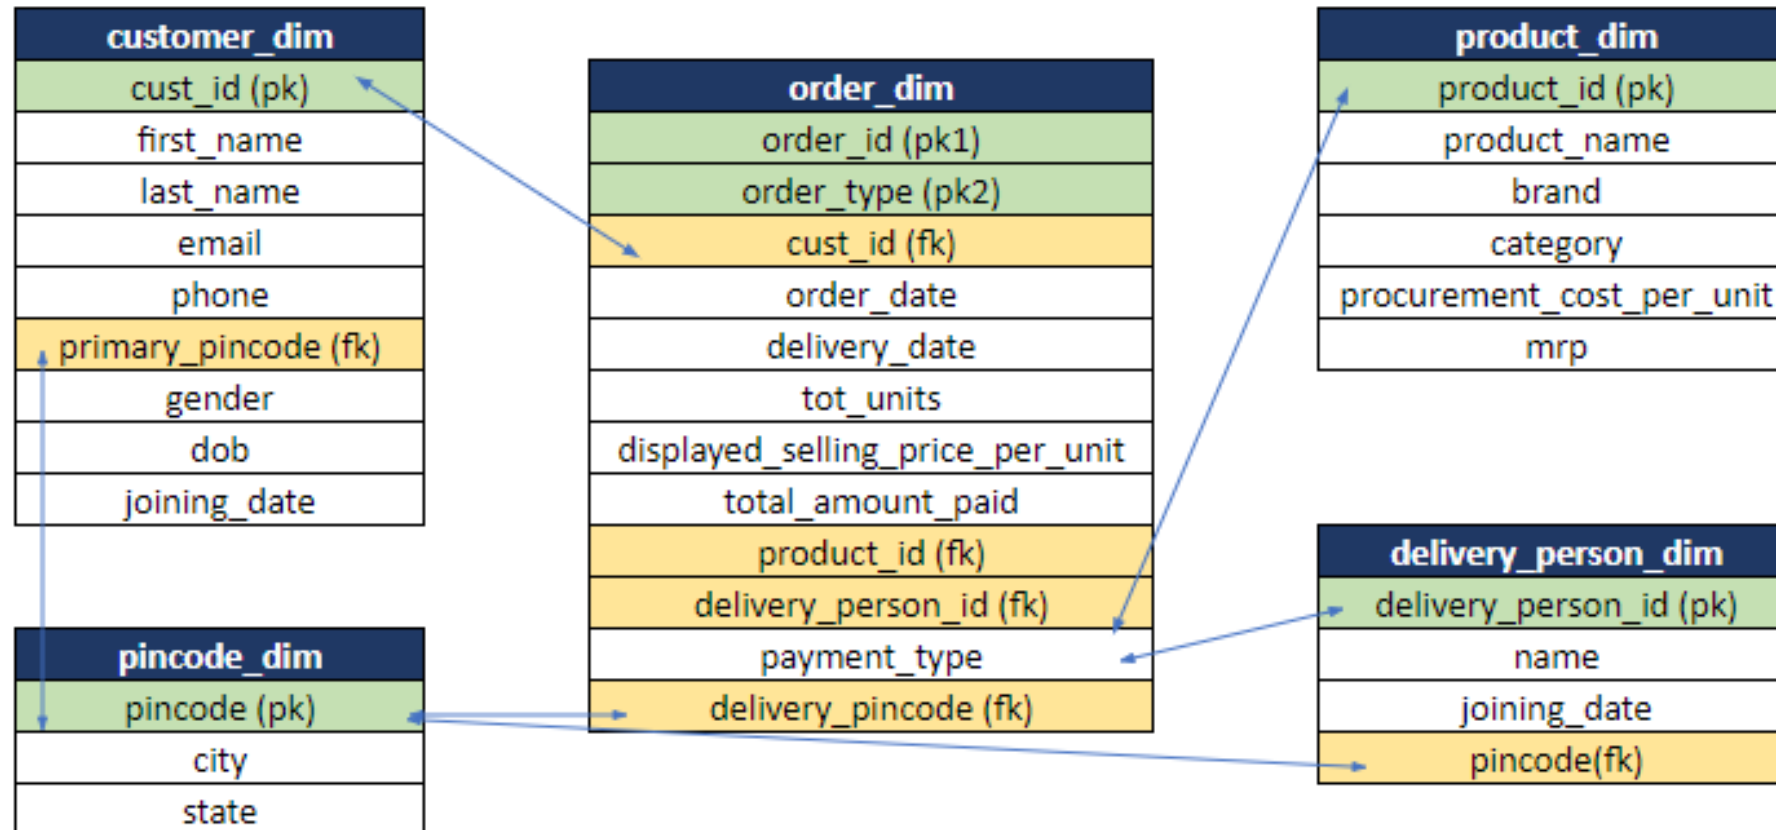 customer_dim
cust_id (pk)
first_name
last_name
email
phone
primary_pincode (fk)
gender
dob
joining_date
pincode_dim
pincode (pk)
city
state
order_dim
order_id (pk1)
order_type (pk2)
cust_id (fk)
order_date
delivery_date
tot_units
displayed_selling_price_per_unit
total_amount_paid
product_id (fk)
delivery_person_id (fk)
payment_type
delivery_pincode (fk)
product_dim
product_id (pk)
product_name
brand
category
procurement_cost_per_unit
mrp
delivery_person_dim
delivery_person_id (pk)
name
joining_date
pincode(fk)